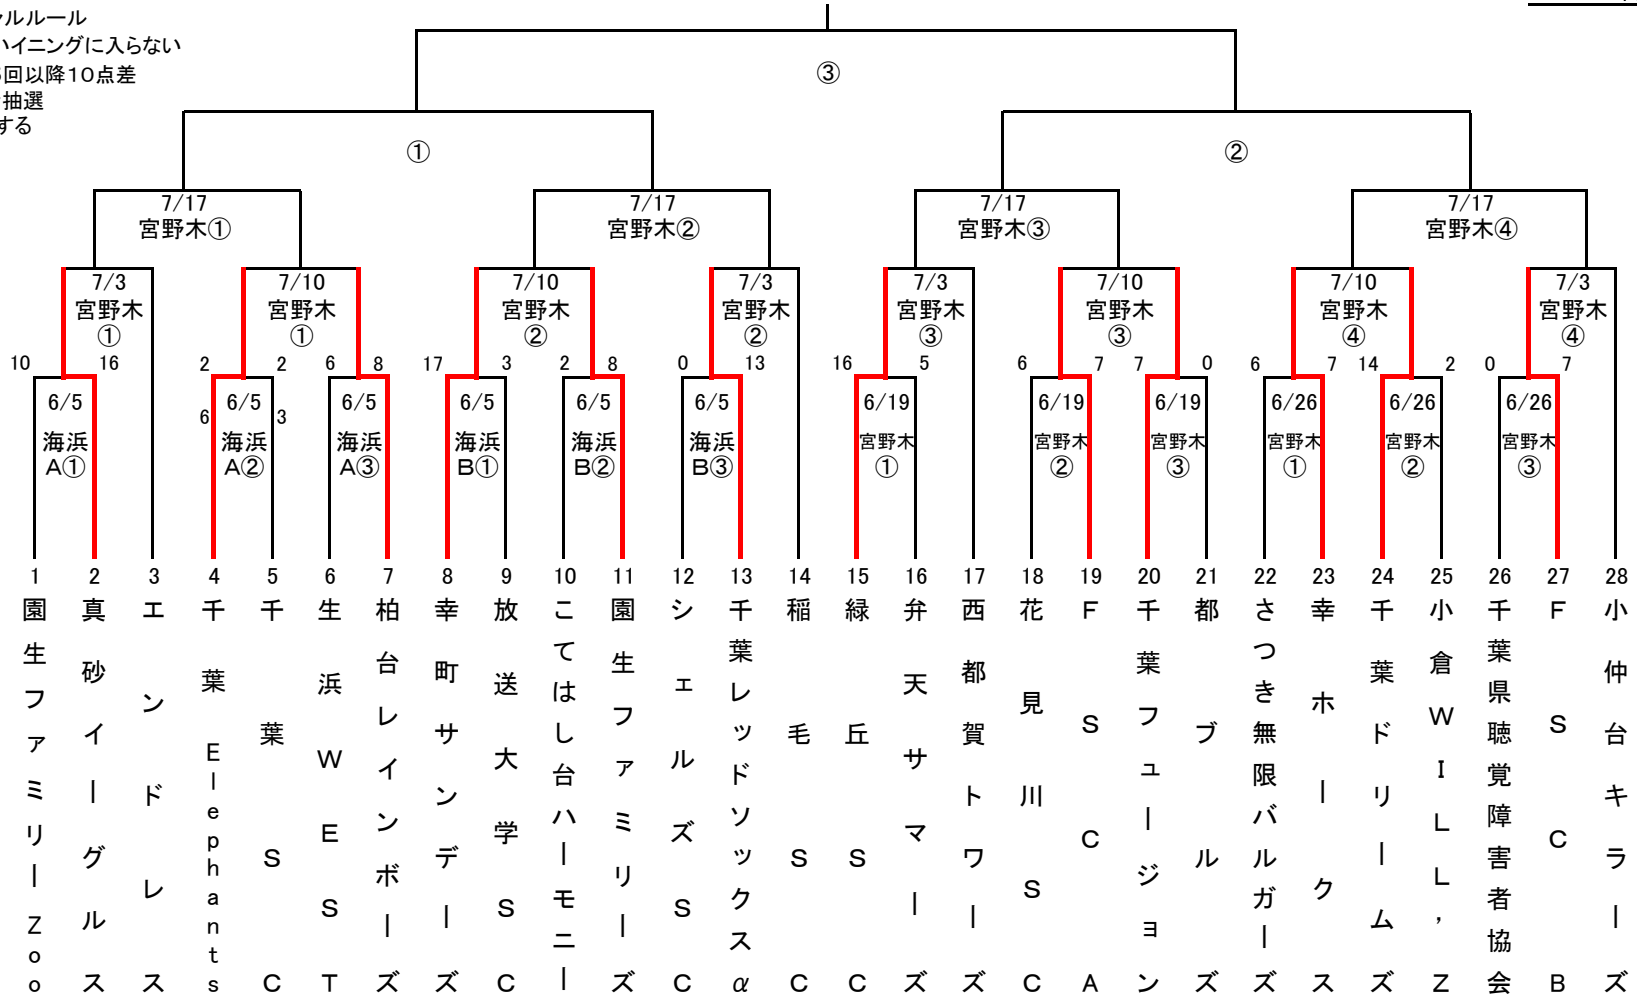 ルルール
ハイニングに入らない
回以降10点差
抽選
する
③
①
②
7/17
宮野木①
7/17
宮野木②
7/17
宮野木③
7/17
宮野木④
7/3
宮野木
①
7/10
宮野木
①
7/10
宮野木
②
7/3
宮野木
②
7/3
宮野木
③
7/10
宮野木
③
7/10
宮野木
④
7/3
宮野木
④
10 16
2 2
6 8
17 3
2 8
0 13
16 5
6 7
7 0
6 7
14 2
0 7
6/5
海浜
A①
6 3
6/5
海浜
A②
6/5
海浜
A③
6/5
海浜
B①
6/5
海浜
B②
6/5
海浜
B③
6/19
宮野木
①
6/19
宮野木
②
6/19
宮野木
③
6/26
宮野木
①
6/26
宮野木
②
6/26
宮野木
③
1 園生ファミリーZoo
2 真砂イーグルス
3 エンドレス
4 千葉Elephants
5 千葉SC
6 生浜WEST
7 柏台レインボーズ
8 幸町サンデーズ
9 放送大学SC
10 こてはし台ハーモニー
11 園生ファミリーズ
12 シェルズSC
13 千葉レッドソックスα
14 稲毛SC
15 緑丘SC
16 弁天サマーズ
17 西都賀トワーズ
18 花見川SC
19 FSCA
20 千葉フュージョン
21 都ブルズ
22 さつき無限バルガーズ
23 幸ホークス
24 千葉ドリームズ
25 小倉WILL,Z
26 千葉県聴覚障害者協会
27 FSCB
28 小仲台キラーズ